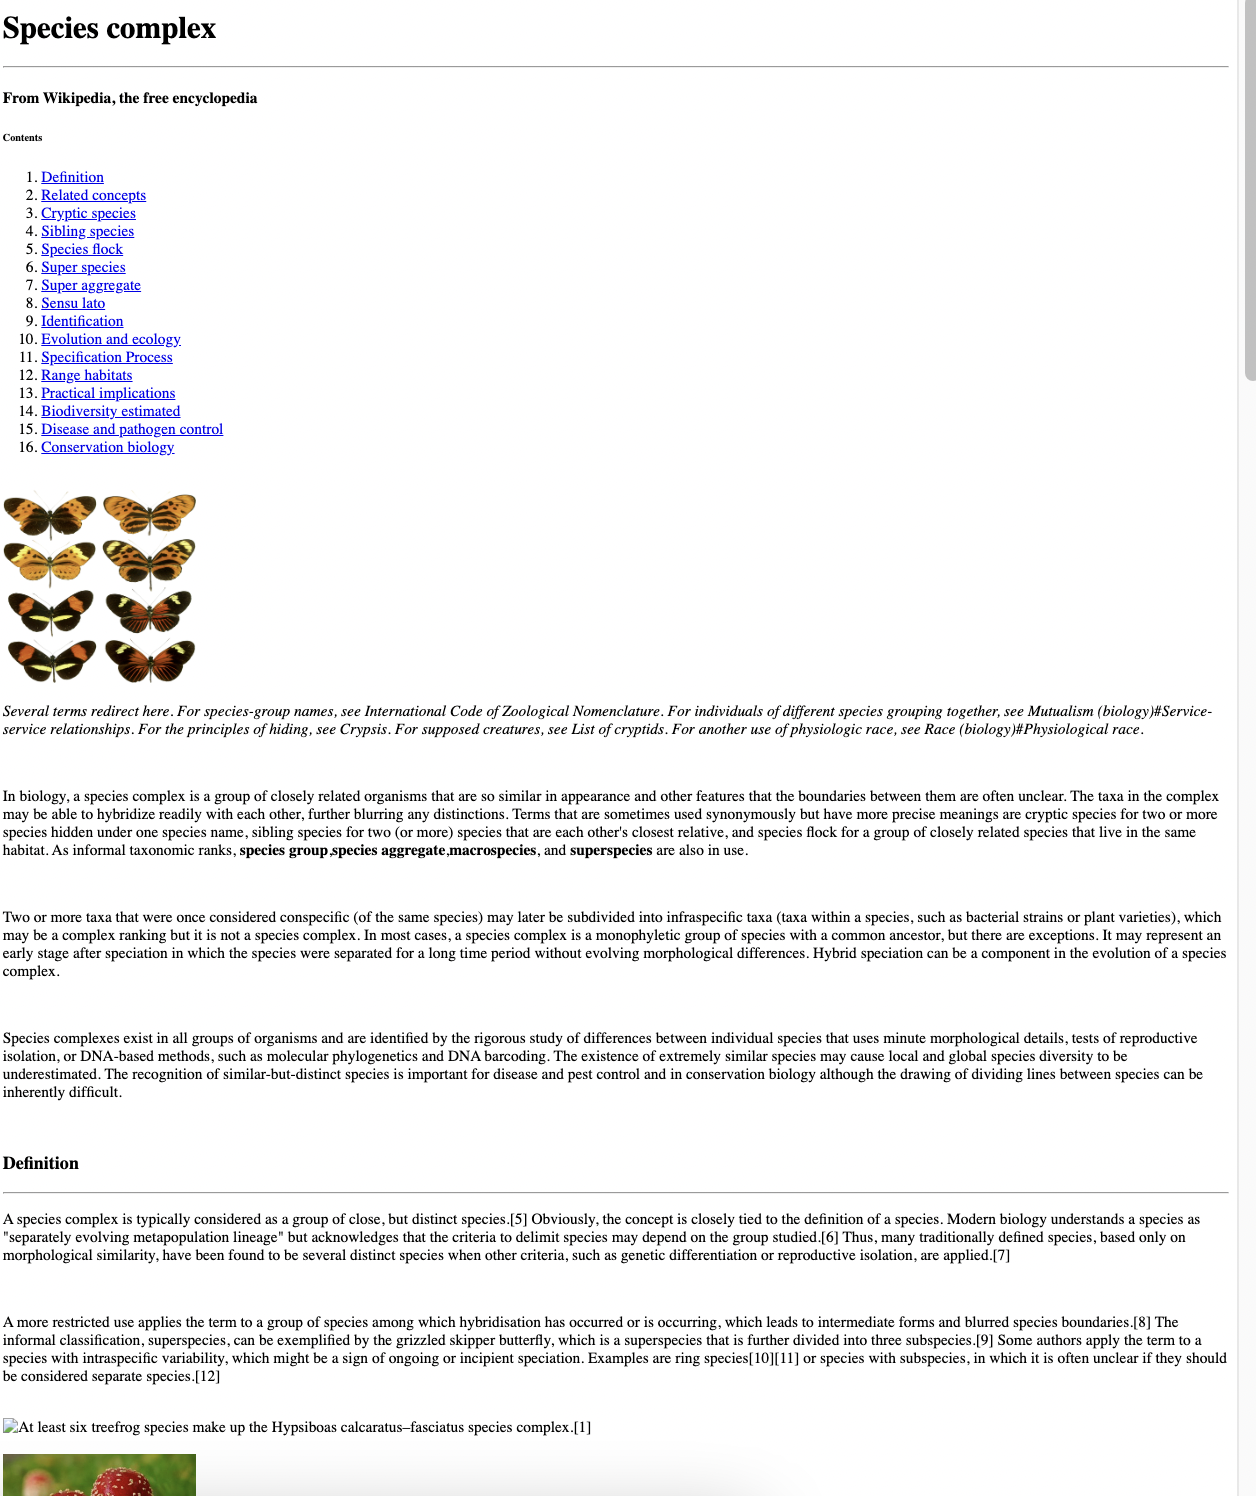 Species complex
From Wikipedia, the free encyclopedia
Contents
1. Definition
2. Related concepts
3. Cryptic species
4. Sibling species
5. Species flock
6. Super species
7. Super aggregate
8. Sensu lato
9. Identification
10. Evolution and ecology
11. Specification Process
12. Range habitats
13. Practical implications
14. Biodiversity estimated
15. Disease and pathogen control
16. Conservation biology
Several terms redirect here. For species-group names, see International Code of Zoological Nomenclature. For individuals of different species grouping together, see Mutualism (biology)#Service-
service relationships. For the principles of hiding, see Crypsis. For supposed creatures, see List of cryptids. For another use of physiologic race, see Race (biology)#Physiological race.
In biology, a species complex is a group of closely related organisms that are so similar in appearance and other features that the boundaries between them are often unclear. The taxa in the complex
may be able to hybridize readily with each other, further blurring any distinctions. Terms that are sometimes used synonymously but have more precise meanings are cryptic species for two or more
species hidden under one species name, sibling species for two (or more) species that are each other's closest relative, and species flock for a group of closely related species that live in the same
habitat. As informal taxonomic ranks, species group,species aggregate,macrospecies, and superspecies are also in use.
Two or more taxa that were once considered conspecific (of the same species) may later be subdivided into infraspecific taxa (taxa within a species, such as bacterial strains or plant varieties), which
may be a complex ranking but it is not a species complex. In most cases, a species complex is a monophyletic group of species with a common ancestor, but there are exceptions. It may represent an
early stage after speciation in which the species were separated for a long time period without evolving morphological differences. Hybrid speciation can be a component in the evolution of a species
complex.
Species complexes exist in all groups of organisms and are identified by the rigorous study of differences between individual species that uses minute morphological details, tests of reproductive
isolation, or DNA-based methods, such as molecular phylogenetics and DNA barcoding. The existence of extremely similar species may cause local and global species diversity to be
underestimated. The recognition of similar-but-distinct species is important for disease and pest control and in conservation biology although the drawing of dividing lines between species can be
inherently difficult.
Definition
A species complex is typically considered as a group of close, but distinct species.[5] Obviously, the concept is closely tied to the definition of a species. Modern biology understands a species as
"separately evolving metapopulation lineage" but acknowledges that the criteria to delimit species may depend on the group studied.[6] Thus, many traditionally defined species, based only on
morphological similarity, have been found to be several distinct species when other criteria, such as genetic differentiation or reproductive isolation, are applied.[7]
A more restricted use applies the term to a group of species among which hybridisation has occurred or is occurring, which leads to intermediate forms and blurred species boundaries.[8] The
informal classification, superspecies, can be exemplified by the grizzled skipper butterfly, which is a superspecies that is further divided into three subspecies.[9] Some authors apply the term to a
species with intraspecific variability, which might be a sign of ongoing or incipient speciation. Examples are ring species[10][11] or species with subspecies, in which it is often unclear if they should
be considered separate species.[12]
At least six treefrog species make up the Hypsiboas calcaratus–fasciatus species complex.[1]